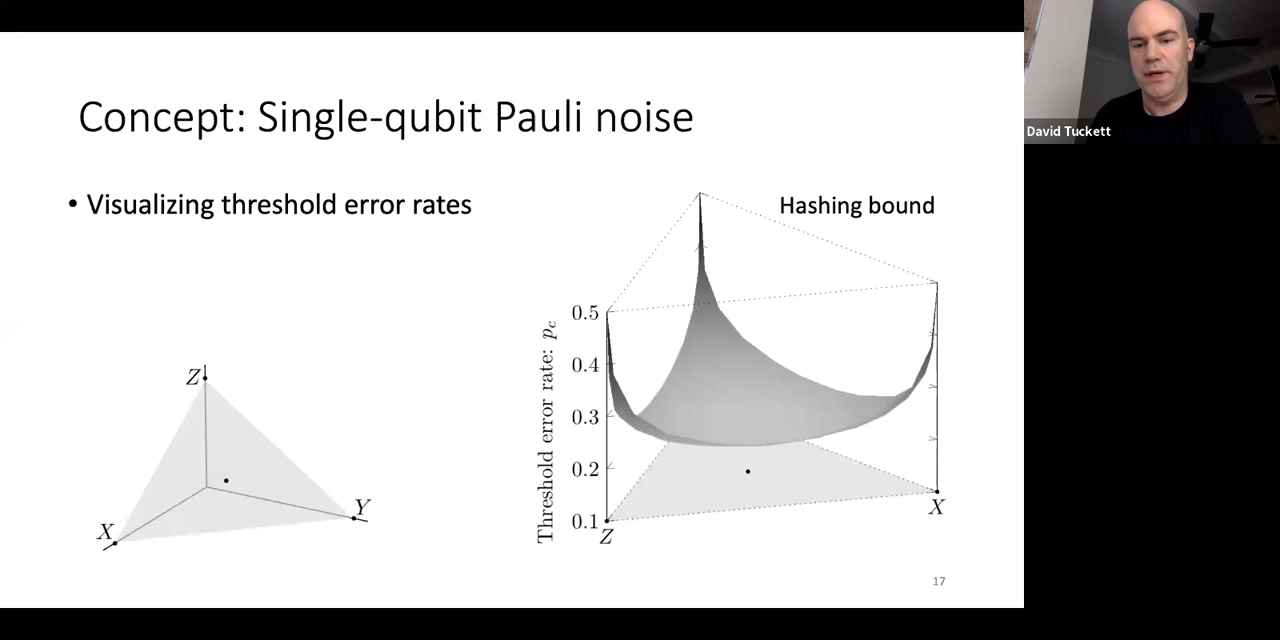 Concept: Single-qubit Pauli noise
• Visualizing threshold error rates
Z
X
Y
Hashing bound
Threshold error rate: p_c
0.5
0.4
0.3
0.2
0.1
Z
X
17
David Tuckett